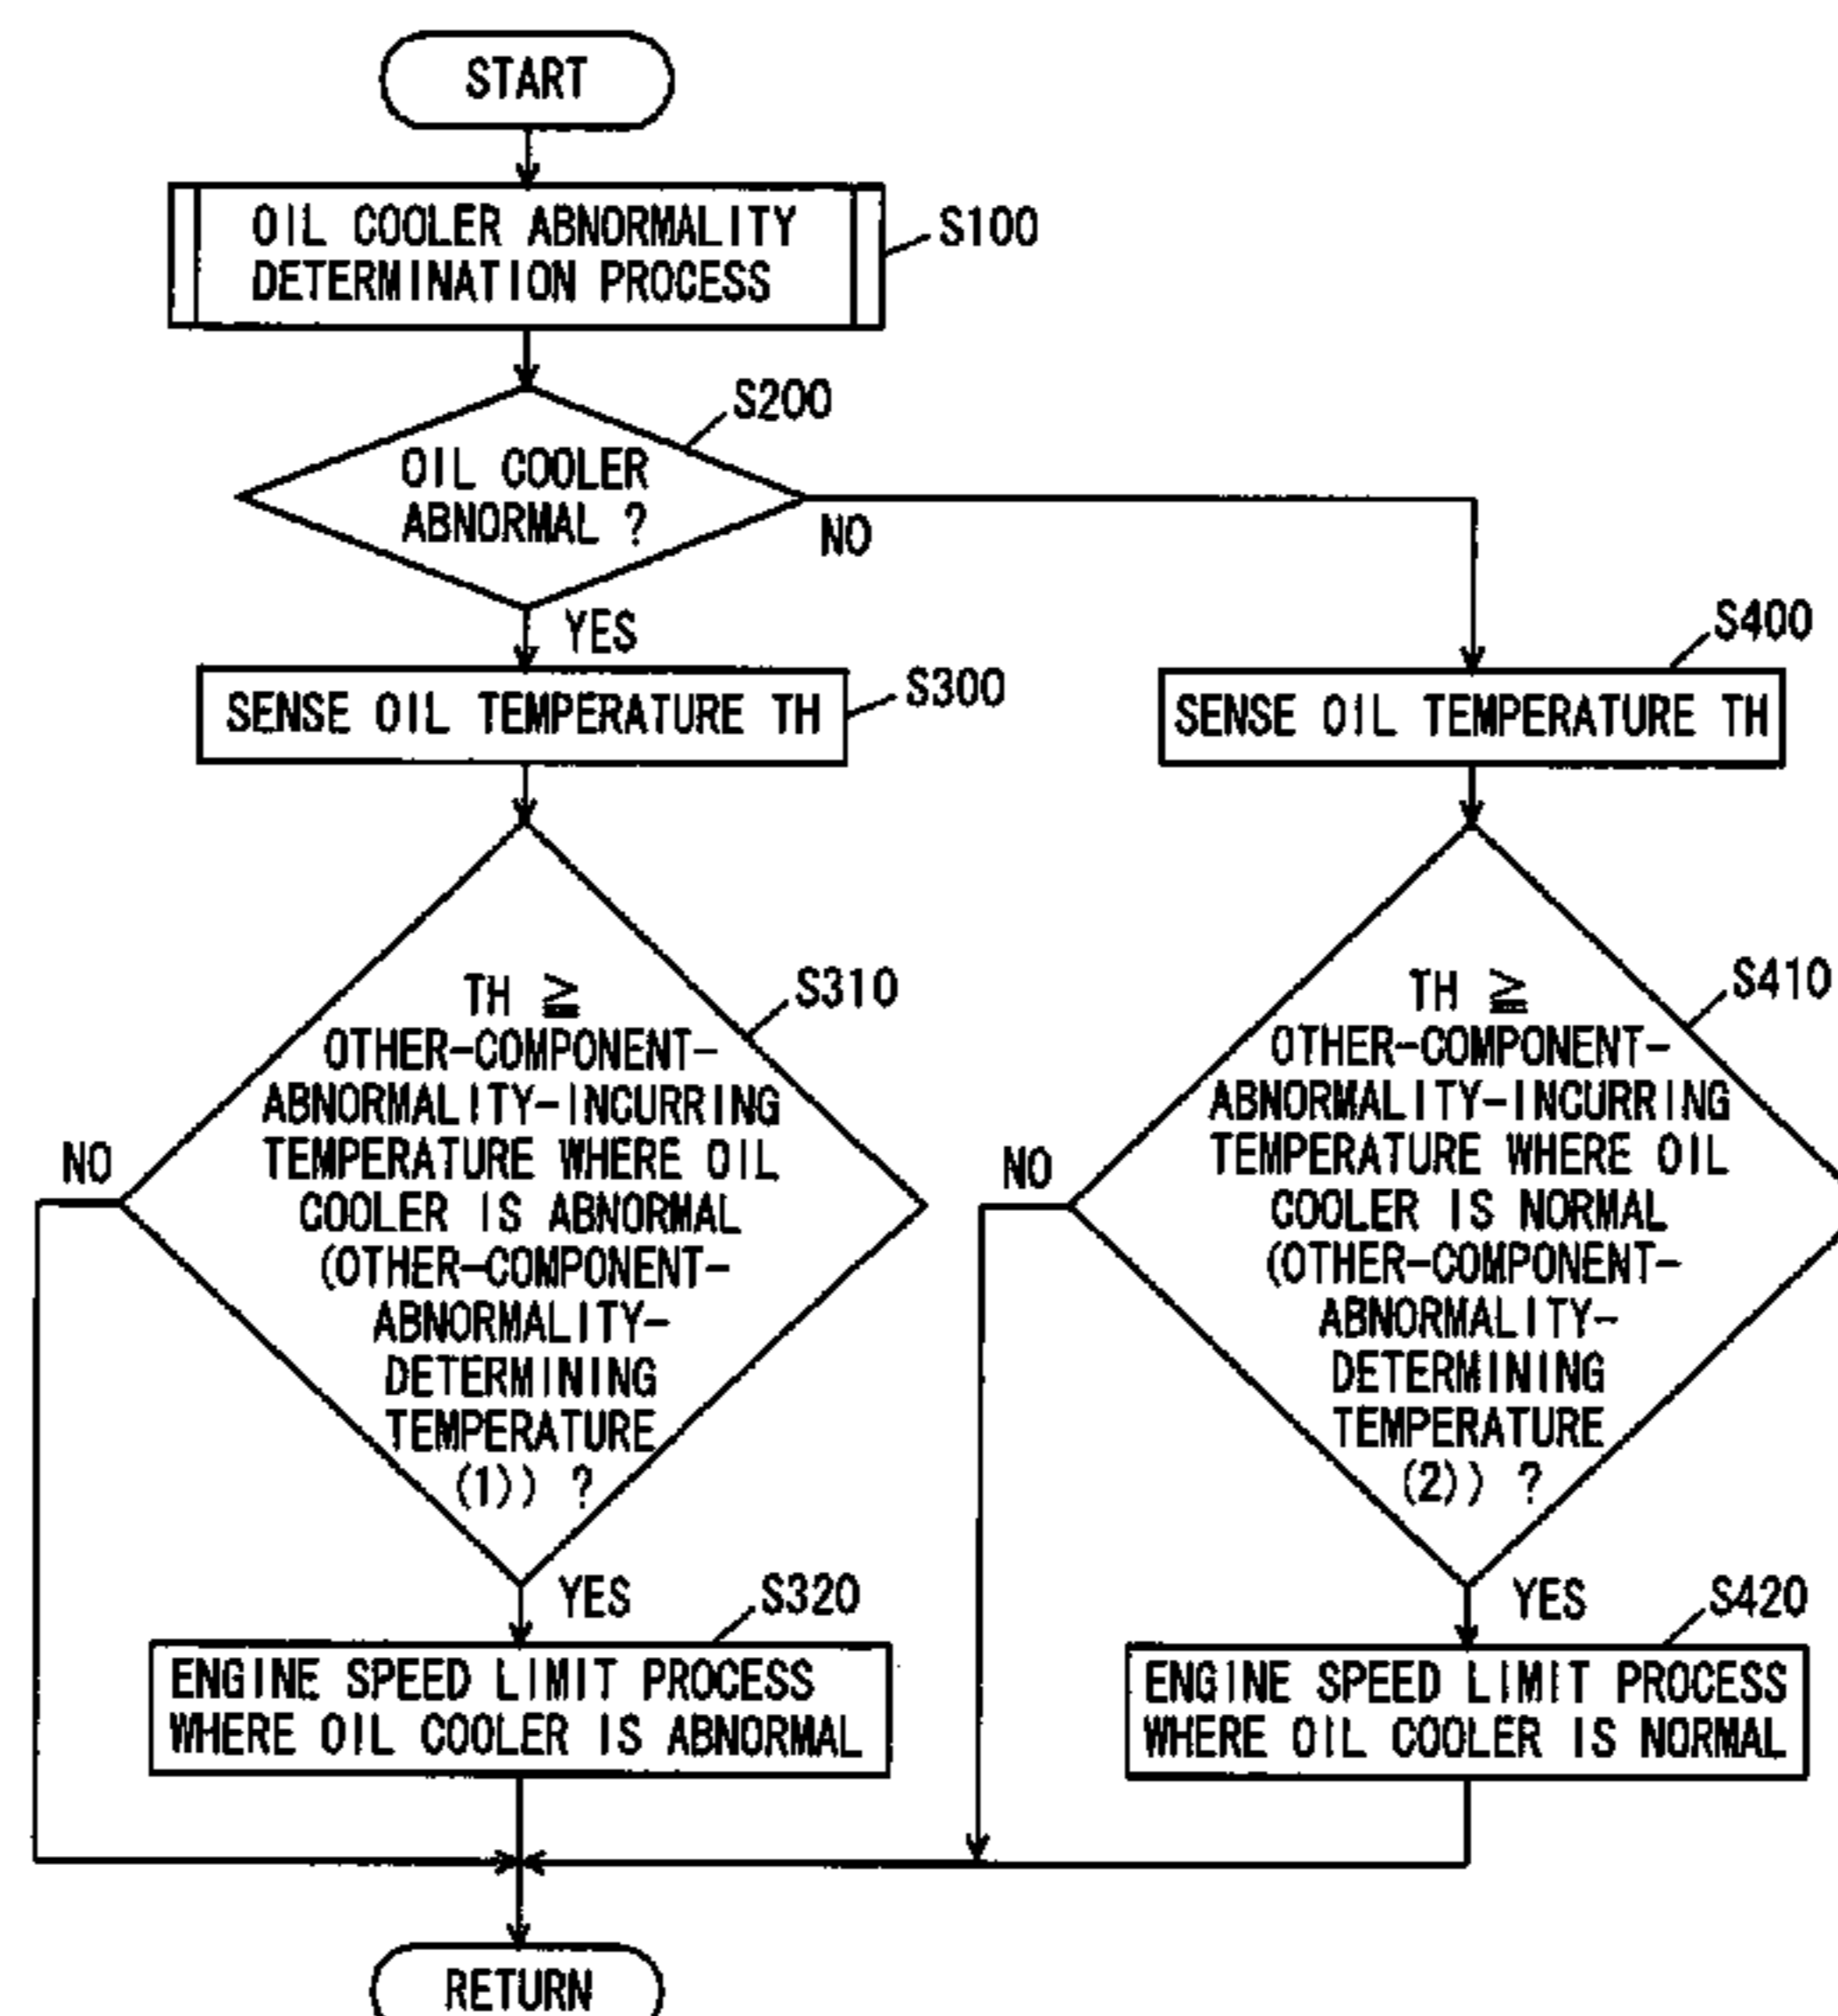 START
OIL COOLER ABNORMALITY
DETERMINATION PROCESS
S100
S200
OIL COOLER
ABNORMAL ?
NO
YES
SENSE OIL TEMPERATURE TH
S300
S400
SENSE OIL TEMPERATURE TH
S310
TH ≧
OTHER-COMPONENT-
ABNORMALITY-INCURRING
TEMPERATURE WHERE OIL
COOLER IS ABNORMAL
(OTHER-COMPONENT-
ABNORMALITY-
DETERMINING
TEMPERATURE
(1)) ?
NO
YES
S410
TH ≧
OTHER-COMPONENT-
ABNORMALITY-INCURRING
TEMPERATURE WHERE OIL
COOLER IS NORMAL
(OTHER-COMPONENT-
ABNORMALITY-
DETERMINING
TEMPERATURE
(2)) ?
NO
YES
S320
ENGINE SPEED LIMIT PROCESS
WHERE OIL COOLER IS ABNORMAL
S420
ENGINE SPEED LIMIT PROCESS
WHERE OIL COOLER IS NORMAL
RETURN